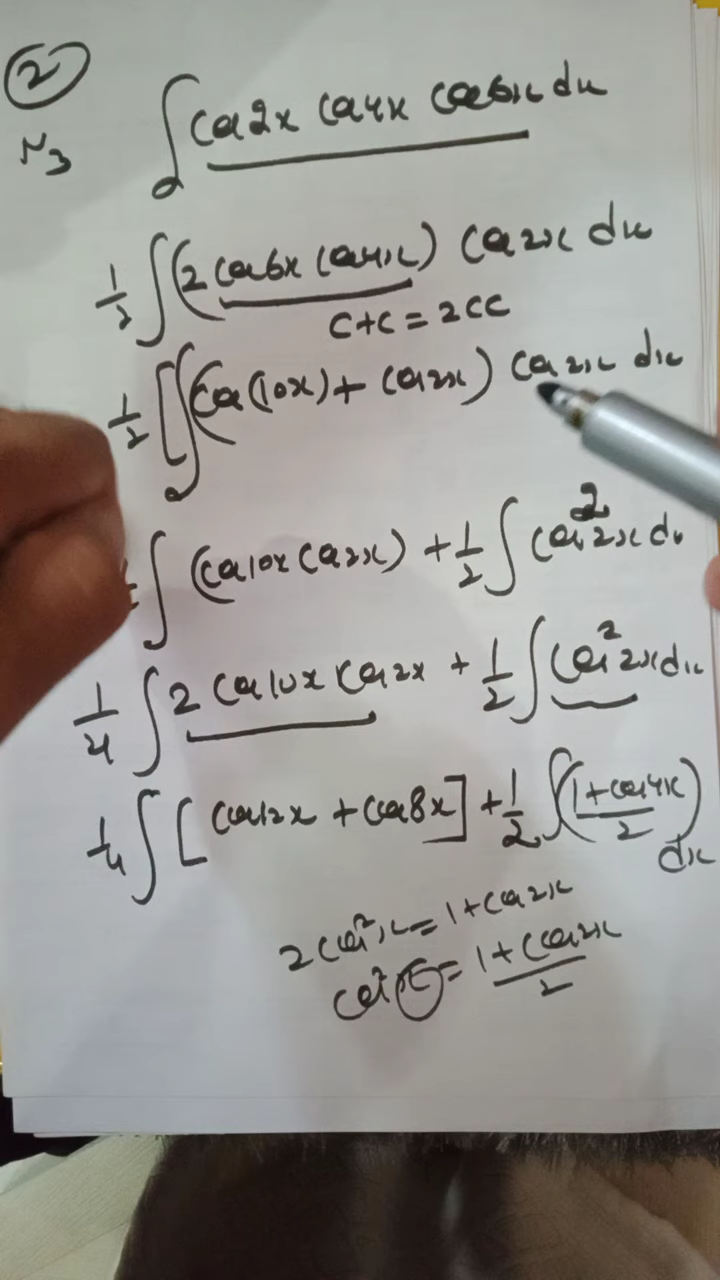 ②
N3 ∫ cos2x cos4x cos6x dx
1/2 ∫(2 cos6x cos4x) cos2x dx
C+C = 2CC
1/2 [∫(cos(10x) + cos2x) cos2x dx
∫ (cos10x cos2x) + 1/2 ∫ cos²2x dx
1/4 ∫ 2 cos10x cos2x + 1/2 ∫ cos²2x dx
1/4 ∫ [cos12x + cos8x] + 1/2 ∫(1+cos4x/2) dx
2cos²x = 1+cos2x
cos²x = 1+cos2x/2